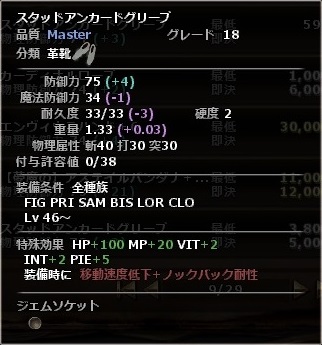 スタッドアンカードグリーブ
品質 Master グレード 18
分類 革靴
防御力 75 (+4)
魔法防御力 34 (-1)
耐久度 33/33 (-3) 硬度 2
重量 1.33 (+0.03)
物理属性 斬40 打30 突30
付与許容値 0/38
装備条件 全種族
FIG PRI SAM BIS LOR CLO
Lv 46～
特殊効果 HP+100 MP+20 VIT+2
INT+2 PIE+5
装備時に 移動速度低下+ノックバック耐性
9/29
ジェムソケット